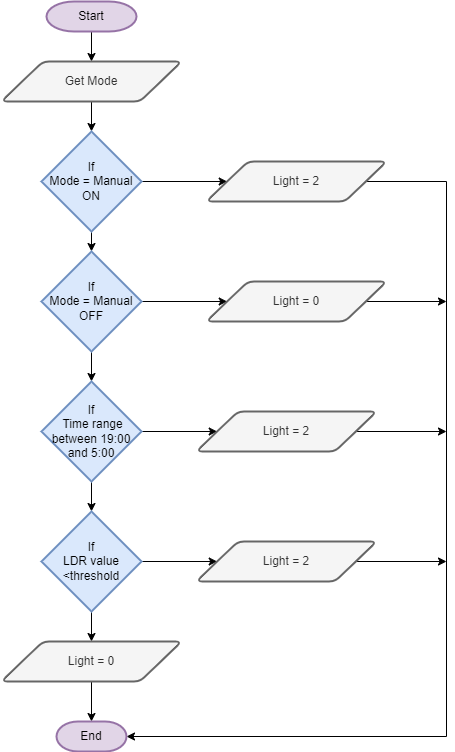 Start
Get Mode
If
Mode = Manual
ON
Light = 2
If
Mode = Manual
OFF
Light = 0
If
Time range
between 19:00
and 5:00
Light = 2
If
LDR value
<threshold
Light = 2
Light = 0
End